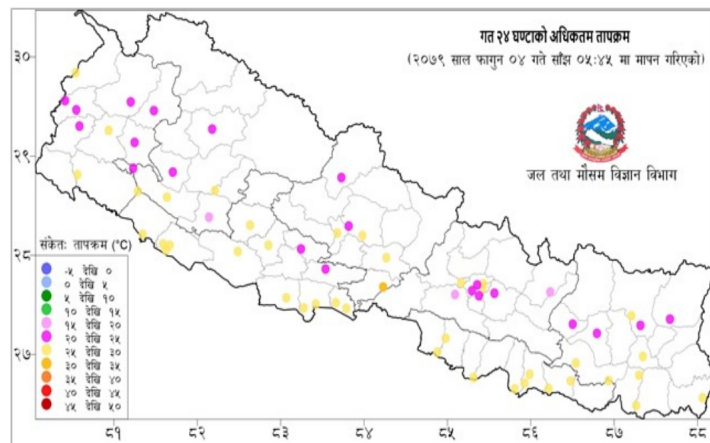 गत २४ घण्टाको अधिकतम तापक्रम
(२०७९ साल फागुन ०४ गते साँझ ०५:४५ मा मापन गरिएको)
जल तथा मौसम विज्ञान विभाग
३०
२९
२८
२७
संकेतः तापक्रम (°C)
-५ देखि ०
० देखि ५
५ देखि १०
१० देखि १५
१५ देखि २०
२० देखि २५
२५ देखि ३०
३० देखि ३५
३५ देखि ४०
४० देखि ४५
४५ देखि ५०
८१ ८२ ८३ ८४ ८५ ८६ ८७ ८८